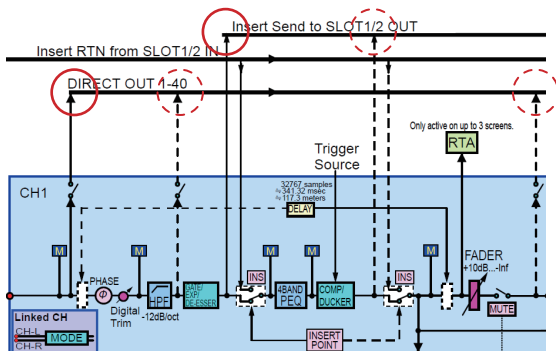 Insert Send to SLOT1/2 OUT
Insert RTN from SLOT1/2 IN
DIRECT OUT 1-40
Only active on up to 3 screens.
RTA
Trigger
Source
CH1
32767 samples
≒341.32 msec
≒117.3 meters
DELAY
M
M
M
M
M
INS
INS
FADER
+10dB...-Inf
PHASE
φ
Digital
Trim
HPF
-12dB/oct
GATE/
EXP/
DE-ESSER
4BAND
PEQ
COMP/
DUCKER
MUTE
Linked CH
CH-L
CH-R
MODE
INSERT
POINT